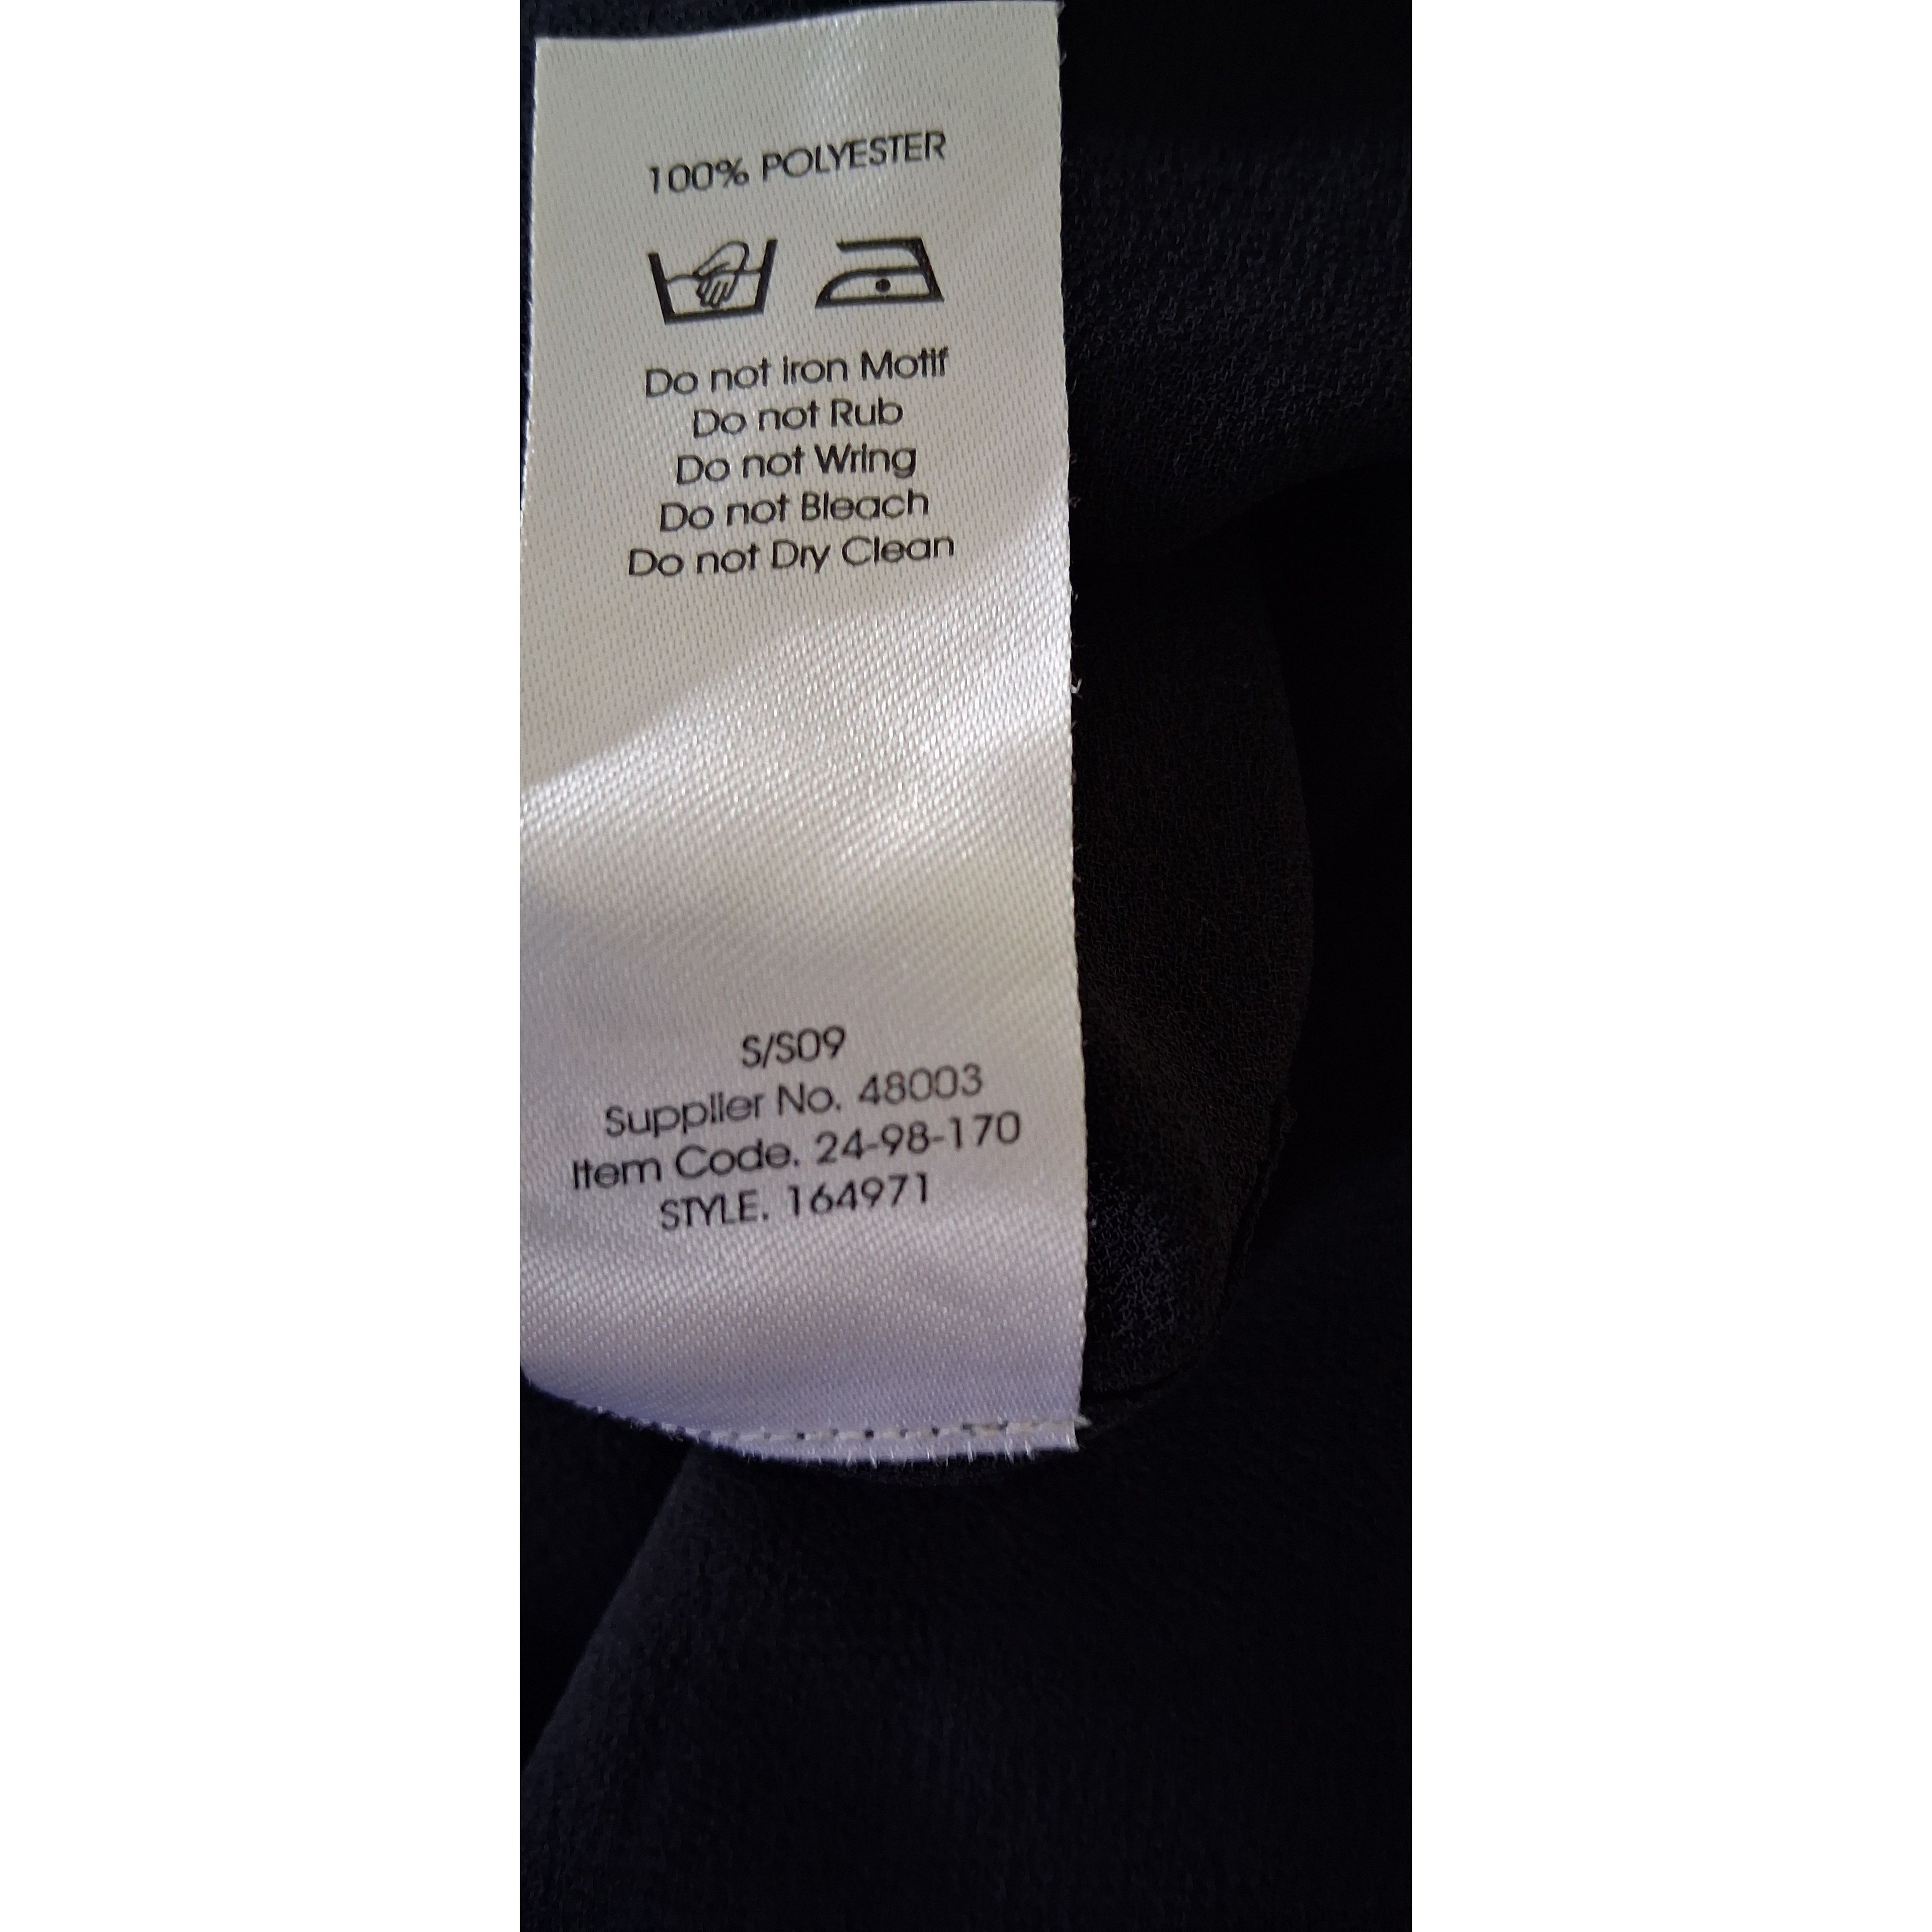 100% POLYESTER
Do not Iron Motif
Do not Rub
Do not Wring
Do not Bleach
Do not Dry Clean
S/S09
Supplier No. 48003
Item Code. 24-98-170
STYLE. 164971